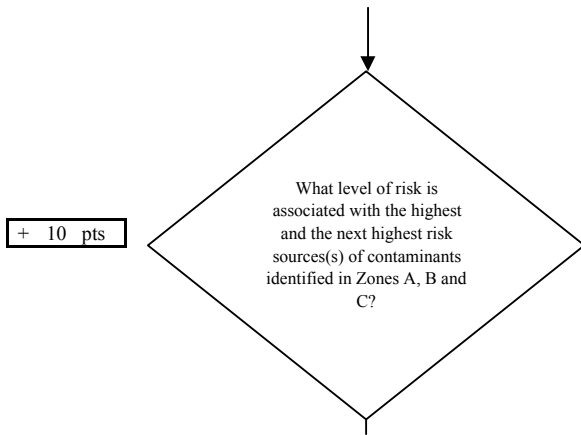 What level of risk is
associated with the highest
and the next highest risk
sources(s) of contaminants
identified in Zones A, B and
C?
+ 10 pts